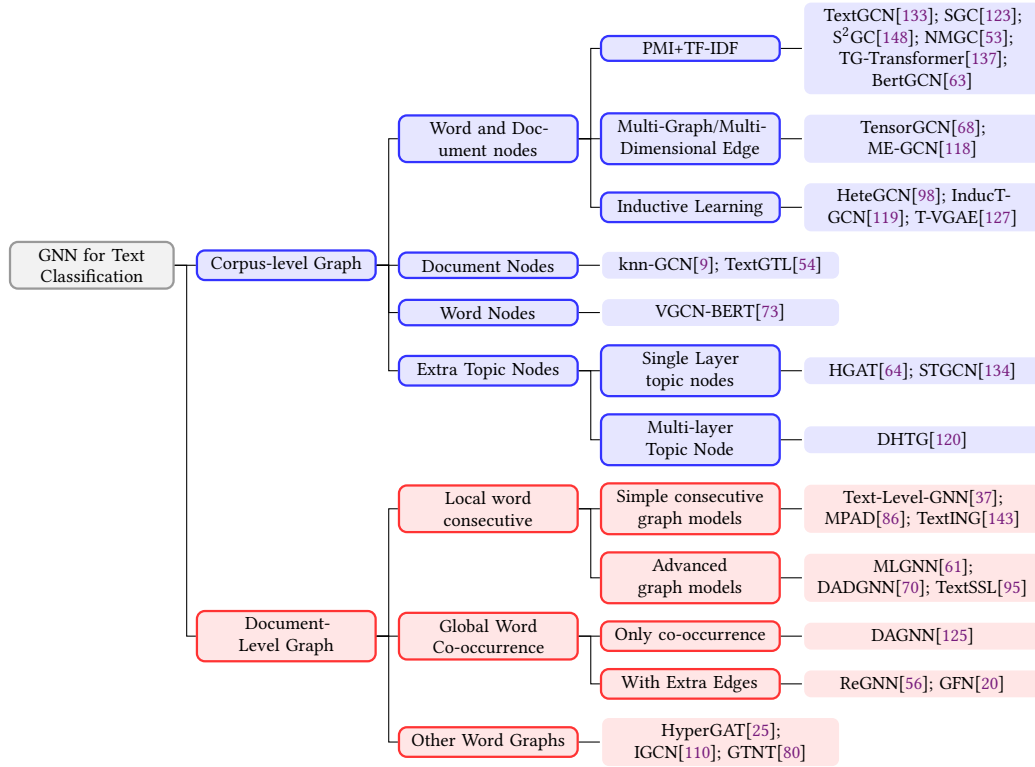 GNN for Text
Classification
Corpus-level Graph
Word and Doc-
ument nodes
PMI+TF-IDF
TextGCN[133]; SGC[123];
S²GC[148]; NMGC[53];
TG-Transformer[137];
BertGCN[63]
Multi-Graph/Multi-
Dimensional Edge
TensorGCN[68];
ME-GCN[118]
Inductive Learning
HeteGCN[98]; InducT-
GCN[119]; T-VGAE[127]
Document Nodes
knn-GCN[9]; TextGTL[54]
Word Nodes
VGCN-BERT[73]
Extra Topic Nodes
Single Layer
topic nodes
HGAT[64]; STGCN[134]
Multi-layer
Topic Node
DHTG[120]
Document-
Level Graph
Local word
consecutive
Simple consecutive
graph models
Text-Level-GNN[37];
MPAD[86]; TextING[143]
Advanced
graph models
MLGNN[61];
DADGNN[70]; TextSSL[95]
Global Word
Co-occurrence
Only co-occurrence
DAGNN[125]
With Extra Edges
ReGNN[56]; GFN[20]
Other Word Graphs
HyperGAT[25];
IGCN[110]; GTNT[80]